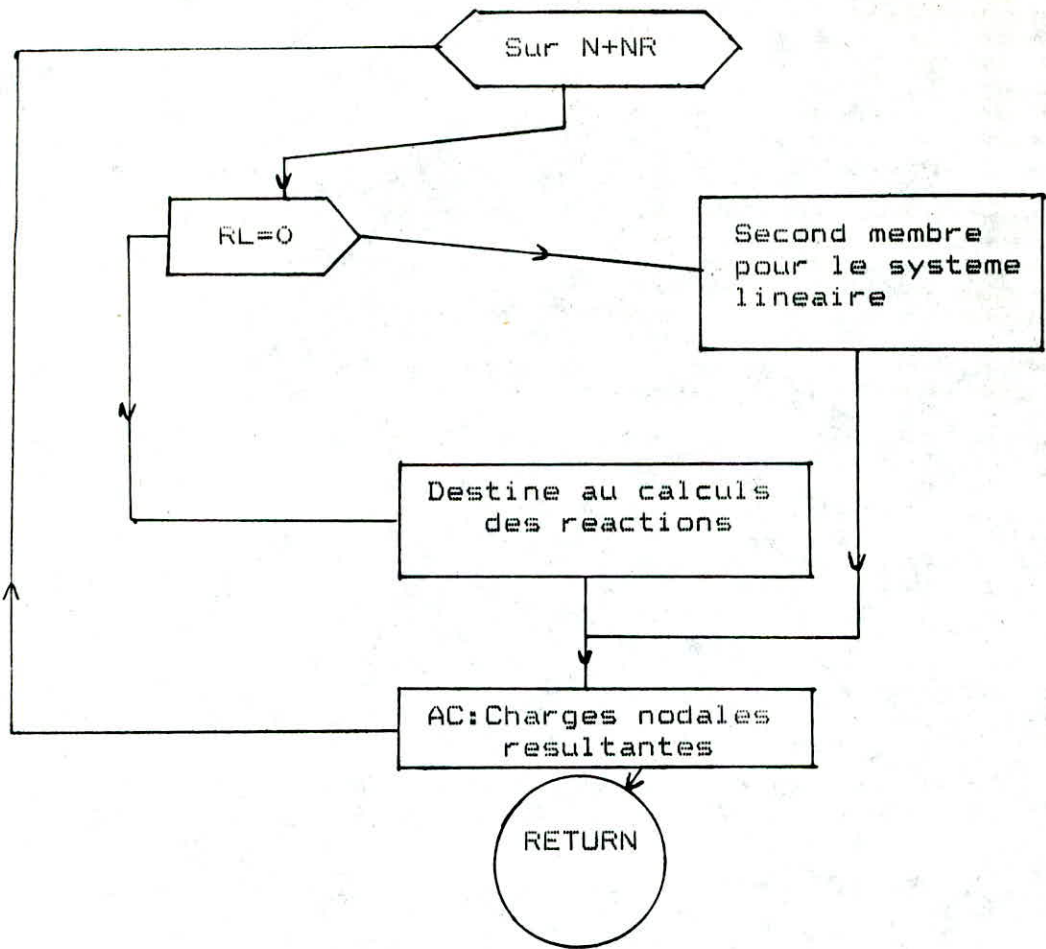 Sur N+NR
RL=0
Second membre
pour le systeme
lineaire
Destine au calculs
des reactions
AC:Charges nodales
resultantes
RETURN